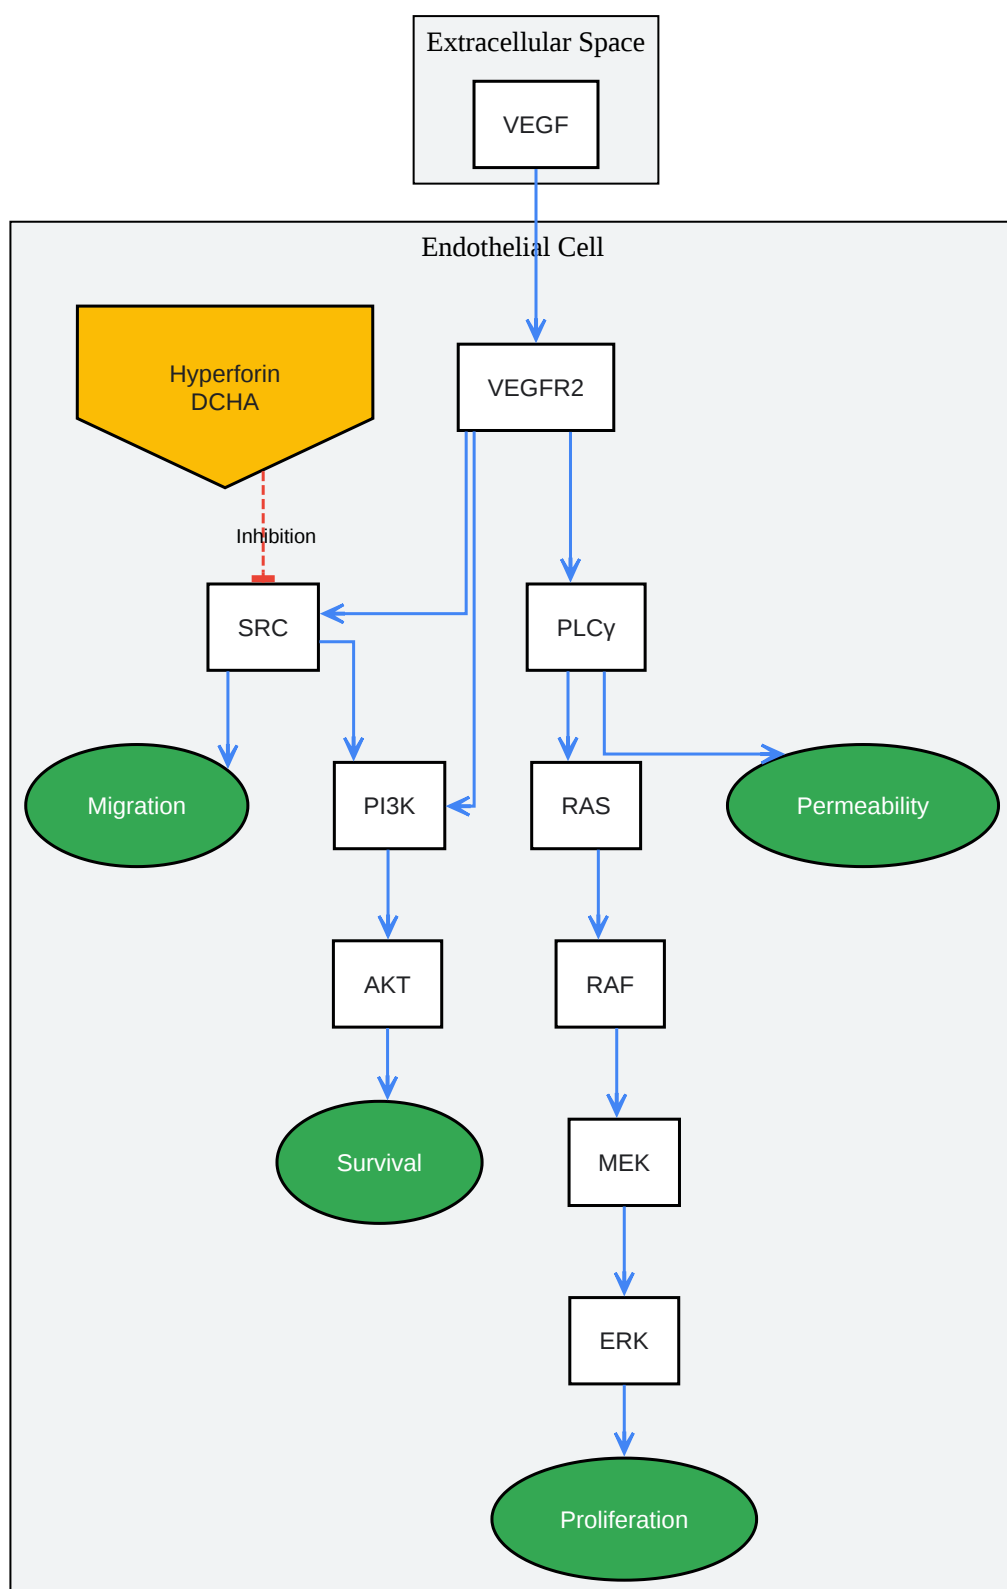 Extracellular Space
VEGF
Endothelial Cell
Hyperforin
DCHA
VEGFR2
Inhibition
SRC
PLCγ
Migration
PI3K
RAS
Permeability
AKT
RAF
Survival
MEK
ERK
Proliferation